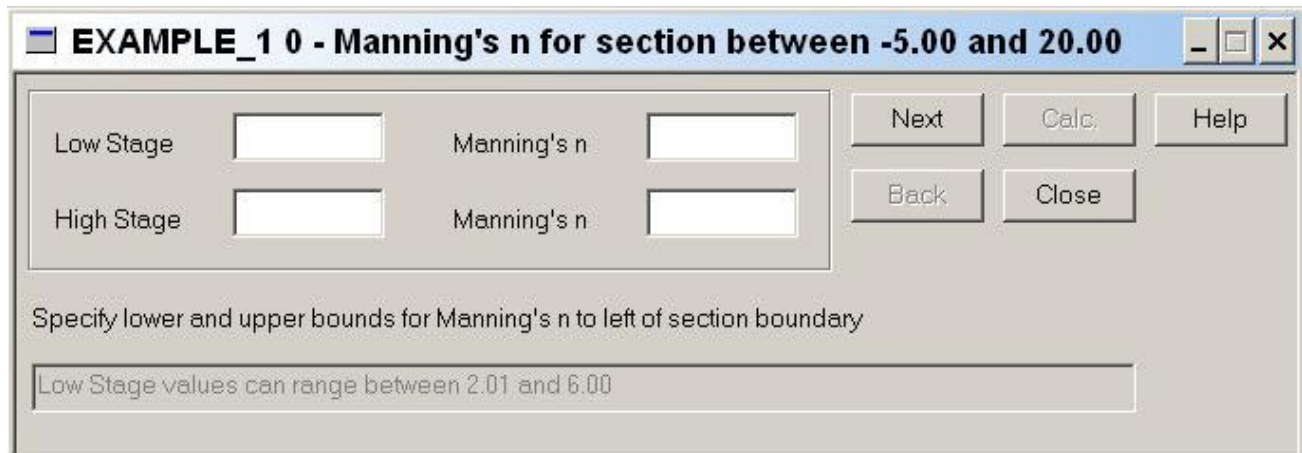 EXAMPLE_1 0 - Manning's n for section between -5.00 and 20.00
Low Stage Manning's n Next Calc. Help
High Stage Manning's n Back Close
Specify lower and upper bounds for Manning's n to left of section boundary
Low Stage values can range between 2.01 and 6.00